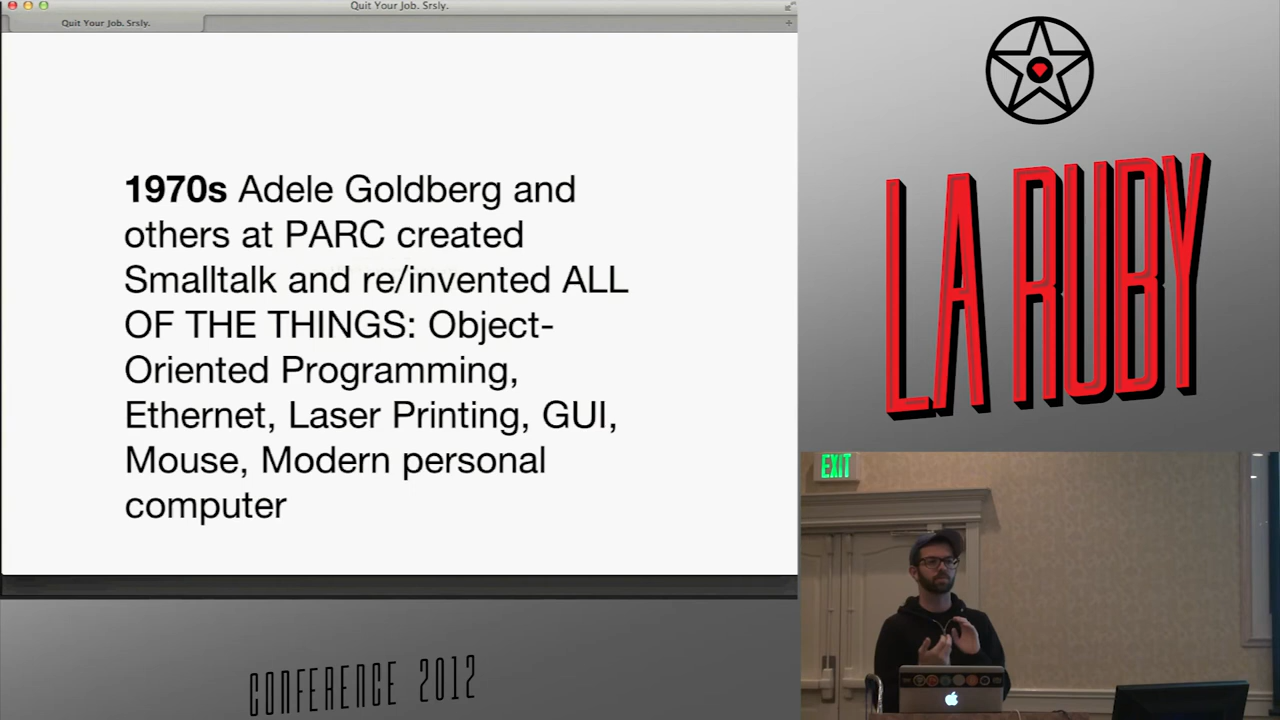 Quit Your Job. Srsly.
Quit Your Job. Srsly.
1970s Adele Goldberg and
others at PARC created
Smalltalk and re/invented ALL
OF THE THINGS: Object-
Oriented Programming,
Ethernet, Laser Printing, GUI,
Mouse, Modern personal
computer
LA RUBY
EXIT
CONFERENCE 2012